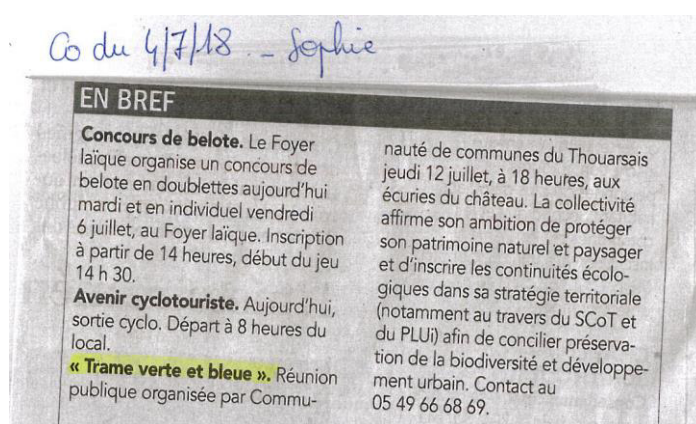 Co du 4/7/18 - Sophie
EN BREF
Concours de belote. Le Foyer
laïque organise un concours de
belote en doublettes aujourd'hui
mardi et en individuel vendredi
6 juillet, au Foyer laïque. Inscription
à partir de 14 heures, début du jeu
14 h 30.
Avenir cyclotouriste. Aujourd'hui,
sortie cyclo. Départ à 8 heures du
local.
« Trame verte et bleue ». Réunion
publique organisée par Commu-
nauté de communes du Thouarsais
jeudi 12 juillet, à 18 heures, aux
écuries du château. La collectivité
affirme son ambition de protéger
son patrimoine naturel et paysager
et d'inscrire les continuités écolo-
giques dans sa stratégie territoriale
(notamment au travers du SCoT et
du PLUi) afin de concilier préserva-
tion de la biodiversité et développe-
ment urbain. Contact au
05 49 66 68 69.